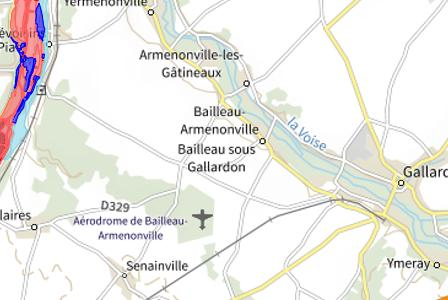 Yermenonville
Armenonville-les-
Gâtineaux
Bailleau-
Armenonville
la Voise
Bailleau sous
Gallardon
Gallard
D329
laires
Aérodrome de Bailleau-
Armenonville
Senainville
Ymeray